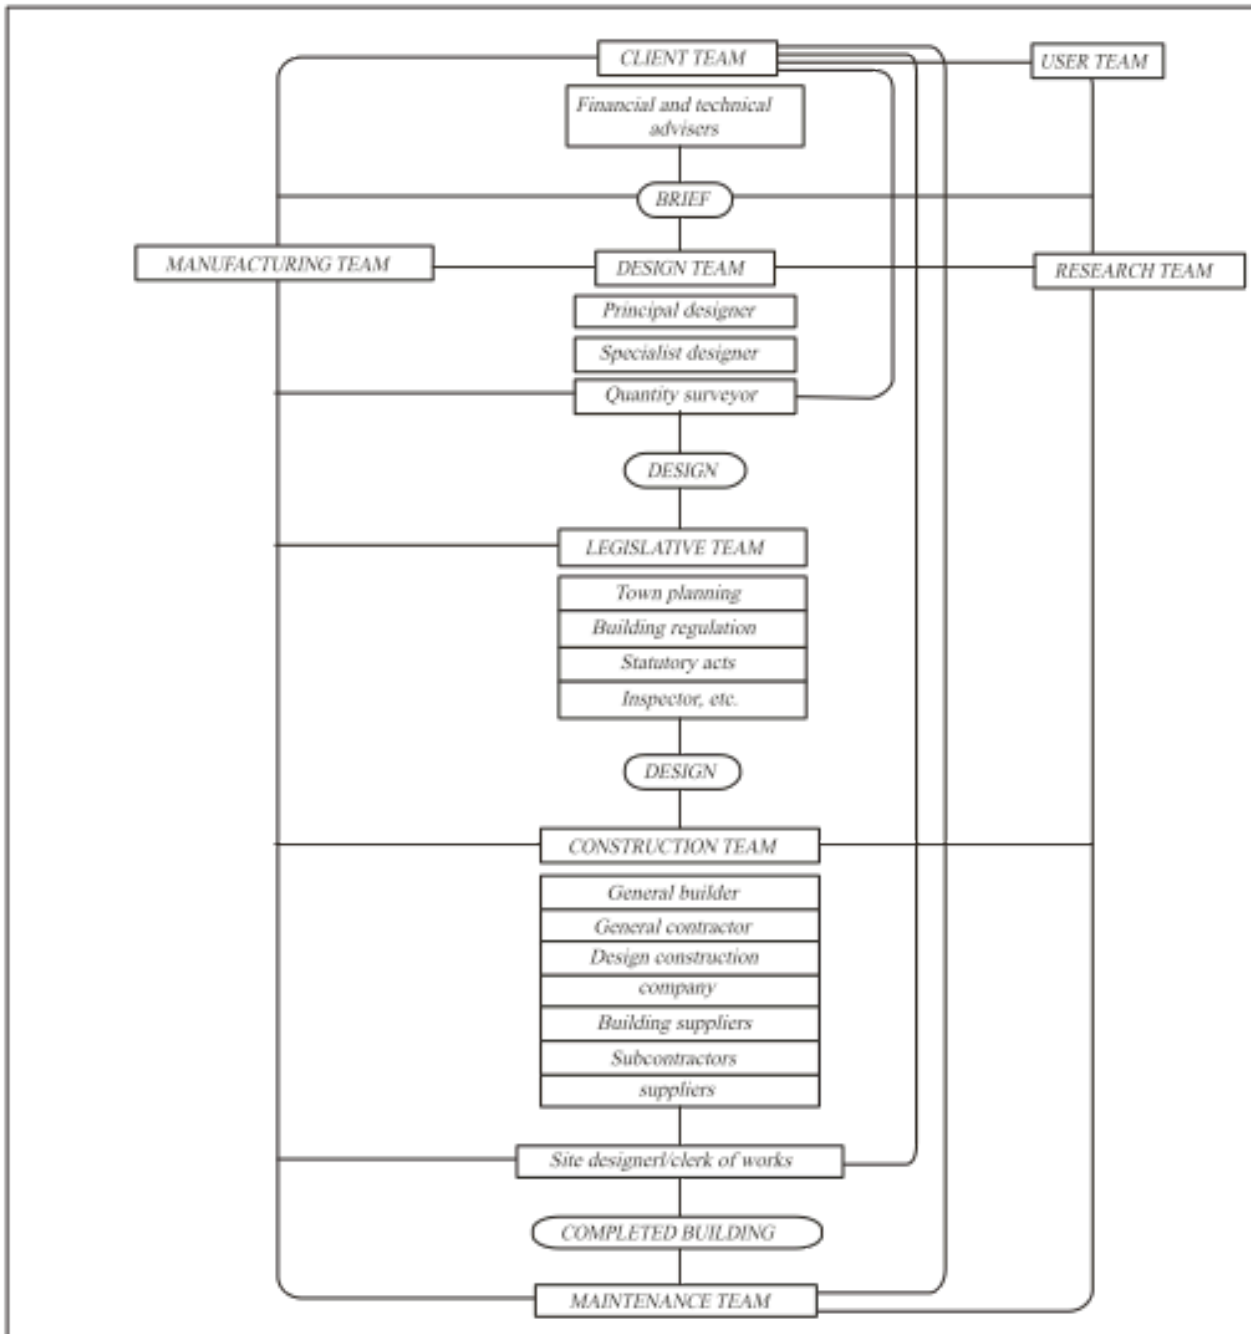 CLIENT TEAM
USER TEAM
Financial and technical
advisers
BRIEF
MANUFACTURING TEAM
DESIGN TEAM
RESEARCH TEAM
Principal designer
Specialist designer
Quantity surveyor
DESIGN
LEGISLATIVE TEAM
Town planning
Building regulation
Statutory acts
Inspector, etc.
DESIGN
CONSTRUCTION TEAM
General builder
General contractor
Design construction
company
Building suppliers
Subcontractors
suppliers
Site designerl/clerk of works
COMPLETED BUILDING
MAINTENANCE TEAM